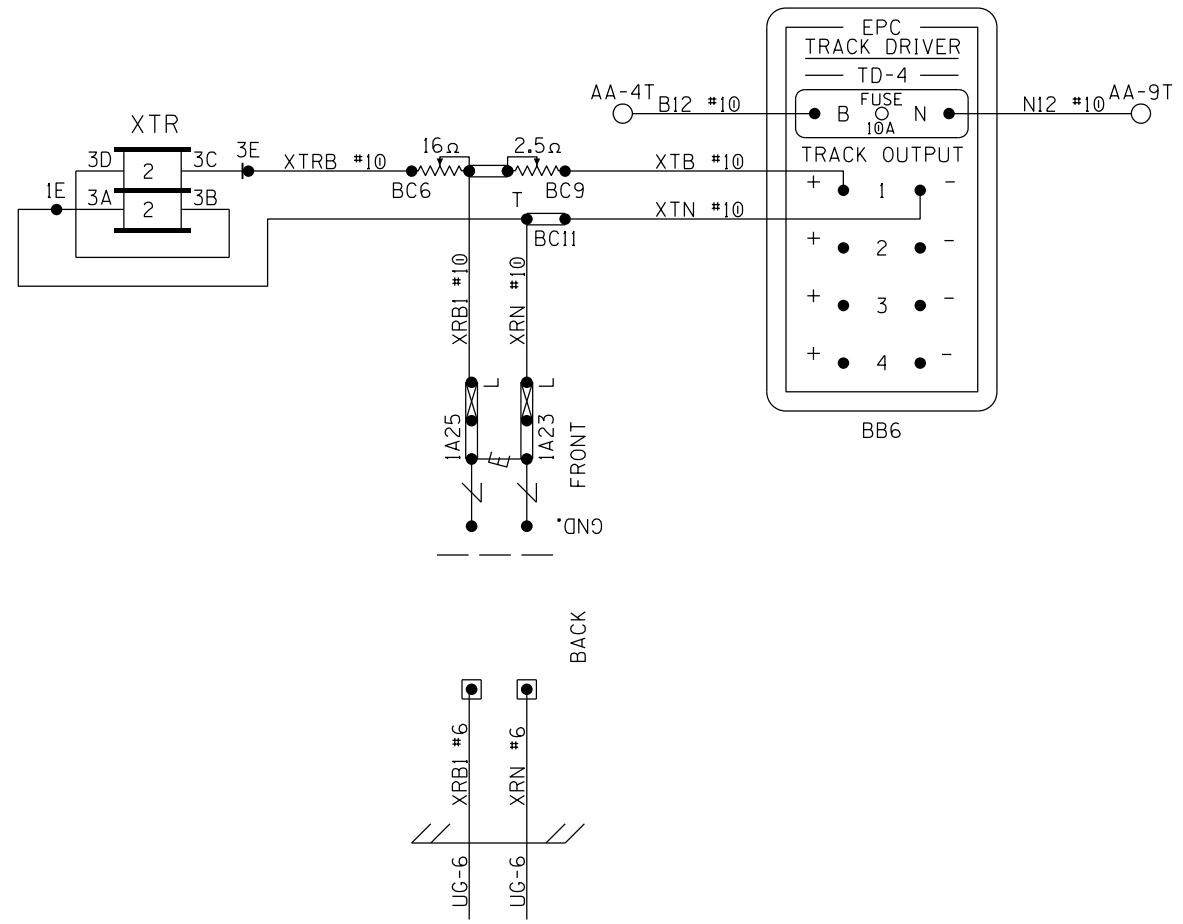 EPC
TRACK DRIVER
TD-4
AA-4T
B12 #10
FUSE
B
N
10A
N12 #10
AA-9T
TRACK OUTPUT
+ 1 -
+ 2 -
+ 3 -
+ 4 -
BB6
XTR
3D
2
3C
3E
1E
3A
2
3B
XTRB #10
16Ω
2.5Ω
BC6
BC9
XTB #10
T
BC11
XTN #10
XRB1 #10
XRN #10
L
L
1A25
1A23
E
FRONT
GND.
BACK
XRB1 #6
XRN #6
UG-6
UG-6